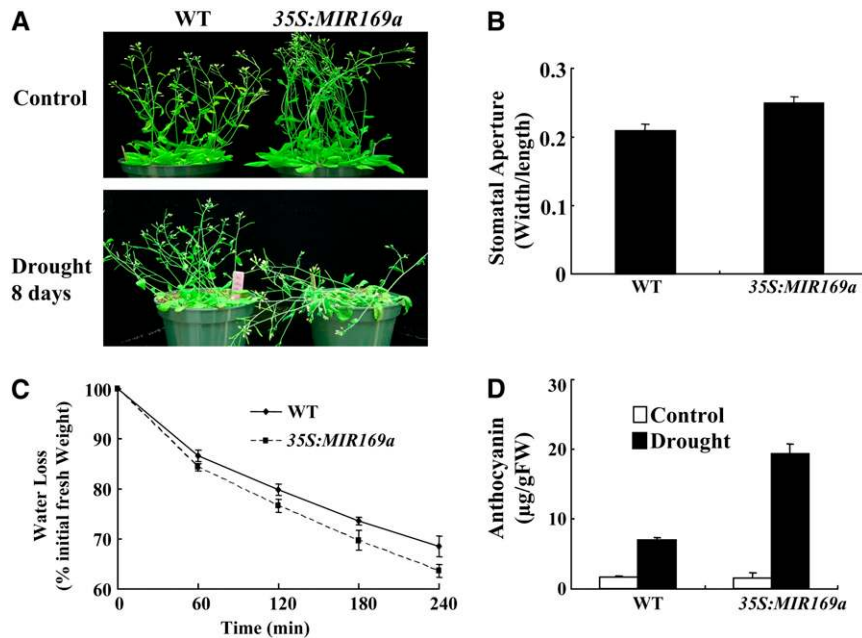 A
WT
35S:MIR169a
Control
Drought
8 days
B
0.3
0.2
0.1
0
Stomatal Aperture
(Width/length)
WT
35S:MIR169a
C
100
90
80
70
60
Water Loss
(% initial fresh Weight)
WT
35S:MIR169a
0
60
120
180
240
Time (min)
D
30
20
10
0
Anthocyanin
(μg/gFW)
Control
Drought
WT
35S:MIR169a